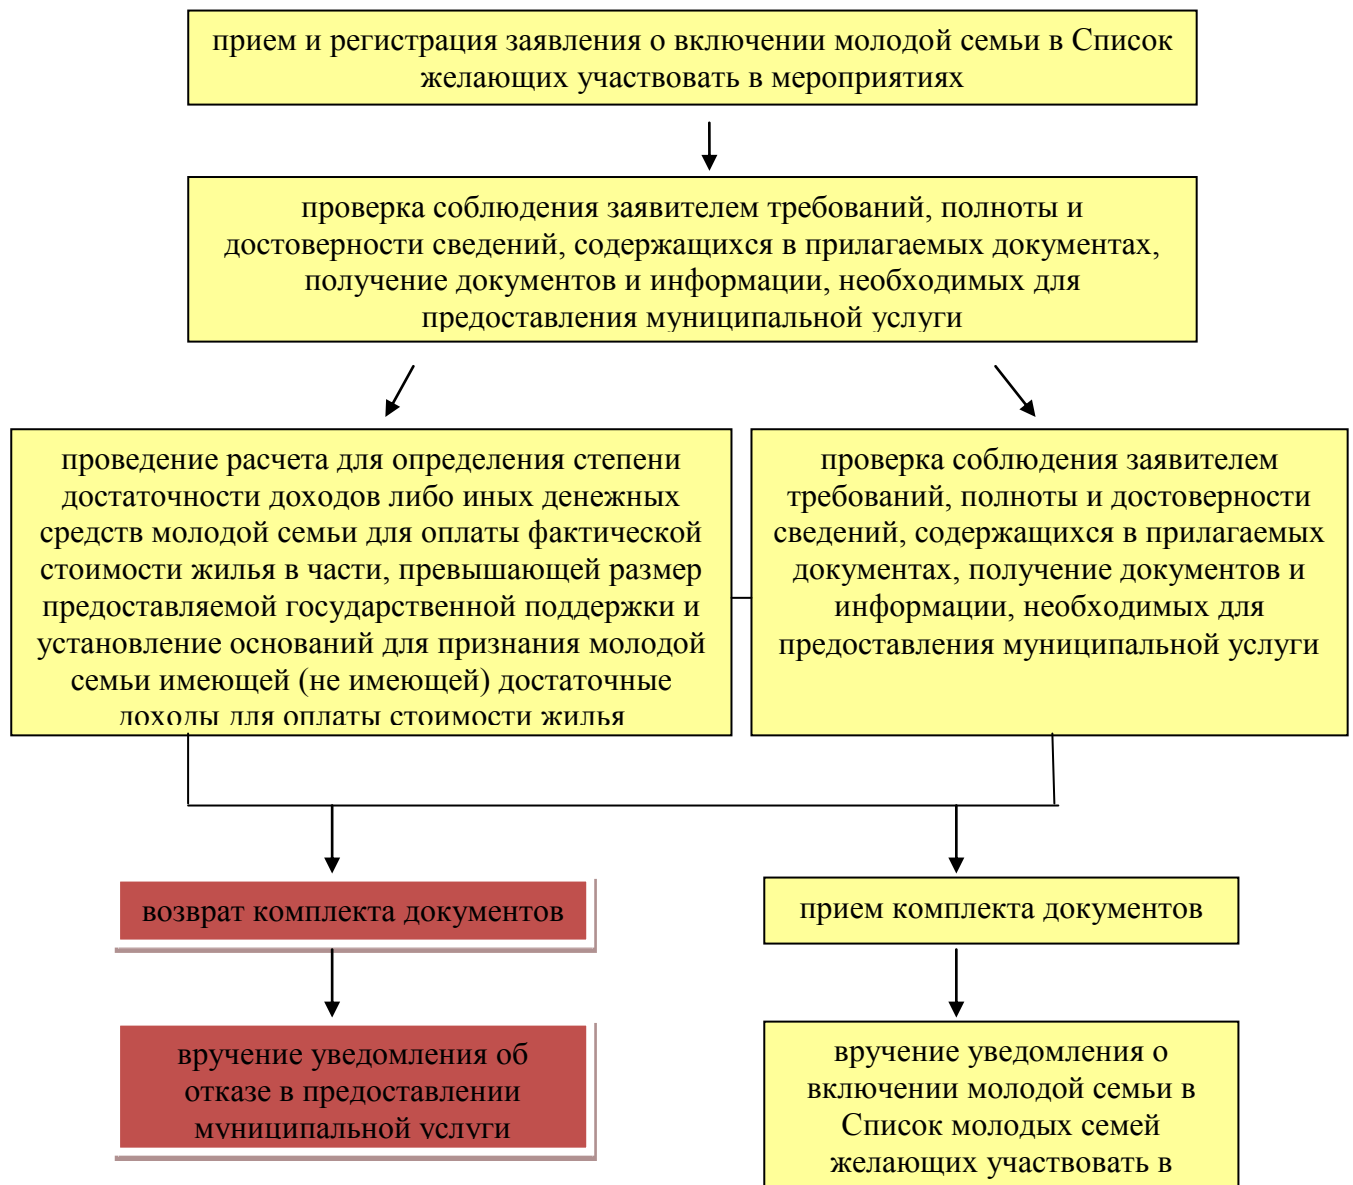 прием и регистрация заявления о включении молодой семьи в Список
желающих участвовать в мероприятиях
проверка соблюдения заявителем требований, полноты и
достоверности сведений, содержащихся в прилагаемых документах,
получение документов и информации, необходимых для
предоставления муниципальной услуги
проведение расчета для определения степени
достаточности доходов либо иных денежных
средств молодой семьи для оплаты фактической
стоимости жилья в части, превышающей размер
предоставляемой государственной поддержки и
установление оснований для признания молодой
семьи имеющей (не имеющей) достаточные
доходы для оплаты стоимости жилья
проверка соблюдения заявителем
требований, полноты и достоверности
сведений, содержащихся в прилагаемых
документах, получение документов и
информации, необходимых для
предоставления муниципальной услуги
возврат комплекта документов
прием комплекта документов
вручение уведомления об
отказе в предоставлении
муниципальной услуги
вручение уведомления о
включении молодой семьи в
Список молодых семей
желающих участвовать в